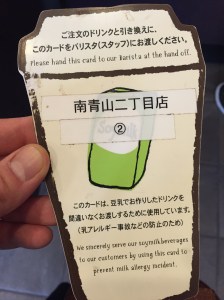 ご注文のドリンクと引き換えに、
このカードをバリスタ(スタッフ)にお渡しください。
Please hand this card to our Barista at the hand off.
南青山二丁目店
②
このカードは、豆乳でお作りしたドリンクを
間違いなくお渡しするために使用しています。
(乳アレルギー事故などの防止のため)
We sincerely serve our soymilk beverages
to our customers by using this card to
prevent milk allergy incident.